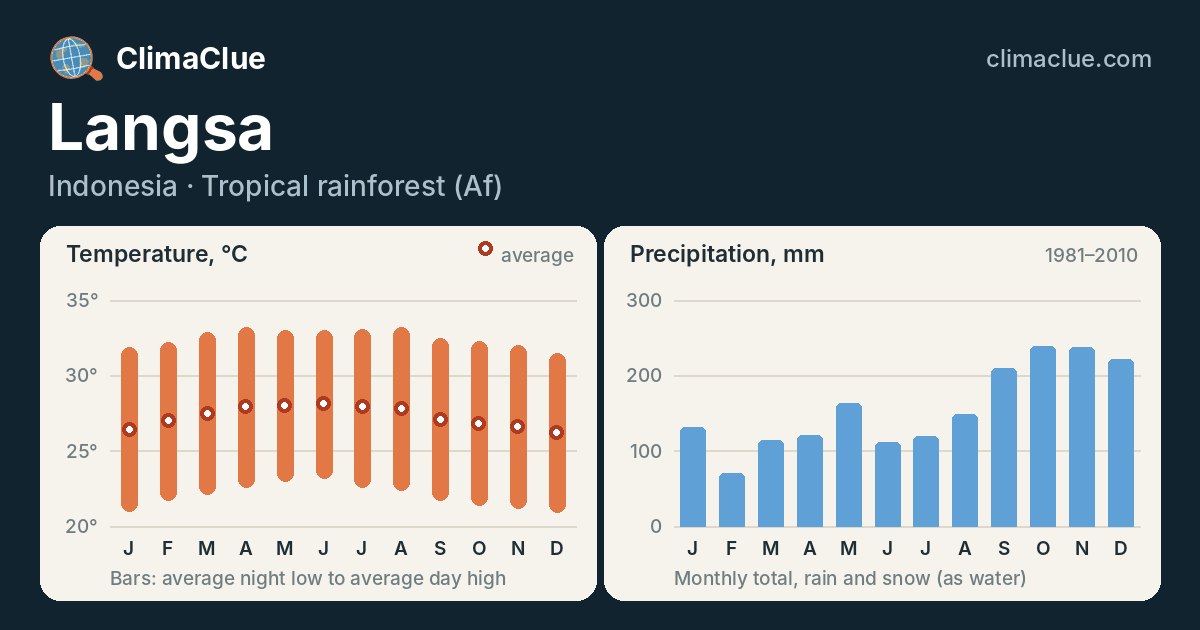 ClimaClue
climaclue.com
Langsa
Indonesia · Tropical rainforest (Af)
Temperature, °C
average
35°
30°
25°
20°
J F M A M J J A S O N D
Bars: average night low to average day high
Precipitation, mm
1981–2010
300
200
100
0
J F M A M J J A S O N D
Monthly total, rain and snow (as water)